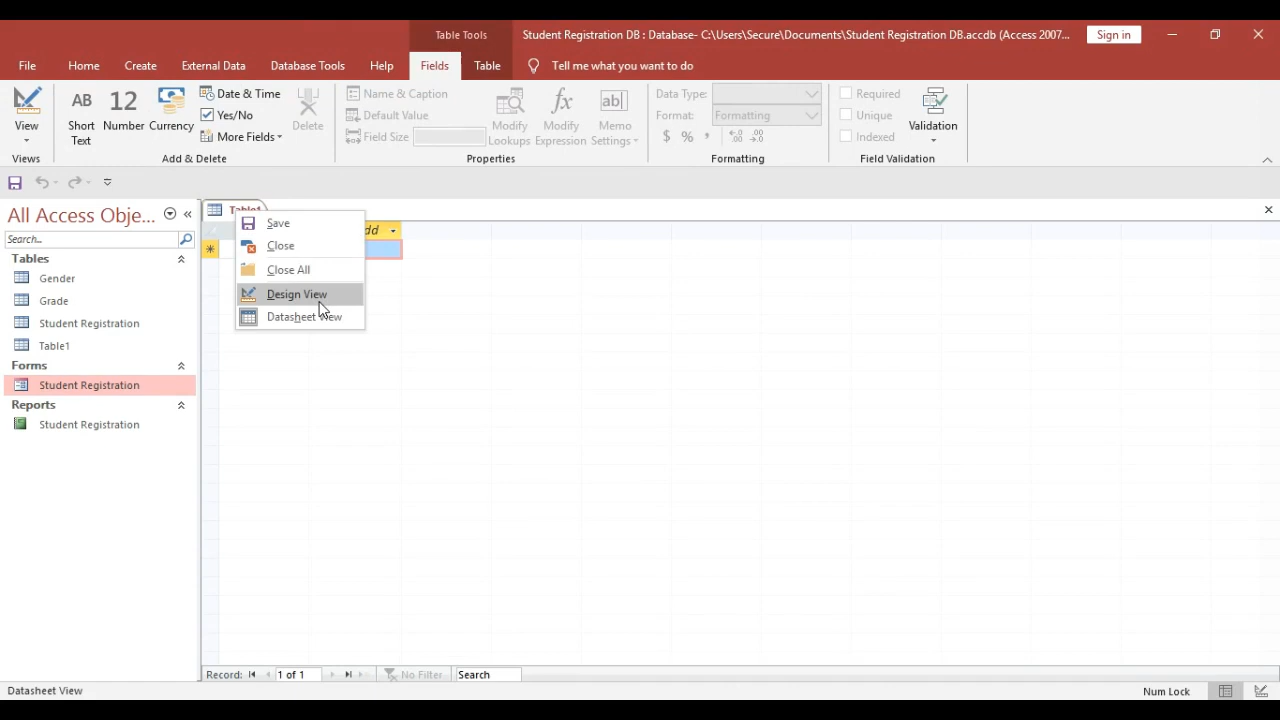 Table Tools
Student Registration DB : Database- C:\Users\Secure\Documents\Student Registration DB.accdb (Access 2007...
Sign in
File Home Create External Data Database Tools Help Fields Table Tell me what you want to do
View
Views
AB
Short Text
12
Number
Currency
Date & Time
Yes/No
More Fields
Delete
Add & Delete
Name & Caption
Default Value
Field Size
Modify Lookups
fx
Modify Expression
ab
Memo Settings
Properties
Data Type:
Format: Formatting
$ % ,
Formatting
Required
Unique
Indexed
Validation
Field Validation
All Access Obje...
Search...
Tables
Gender
Grade
Student Registration
Table1
Forms
Student Registration
Reports
Student Registration
Table1
dd
Save
Close
Close All
Design View
Datasheet View
Record: 1 of 1 No Filter Search
Datasheet View
Num Lock